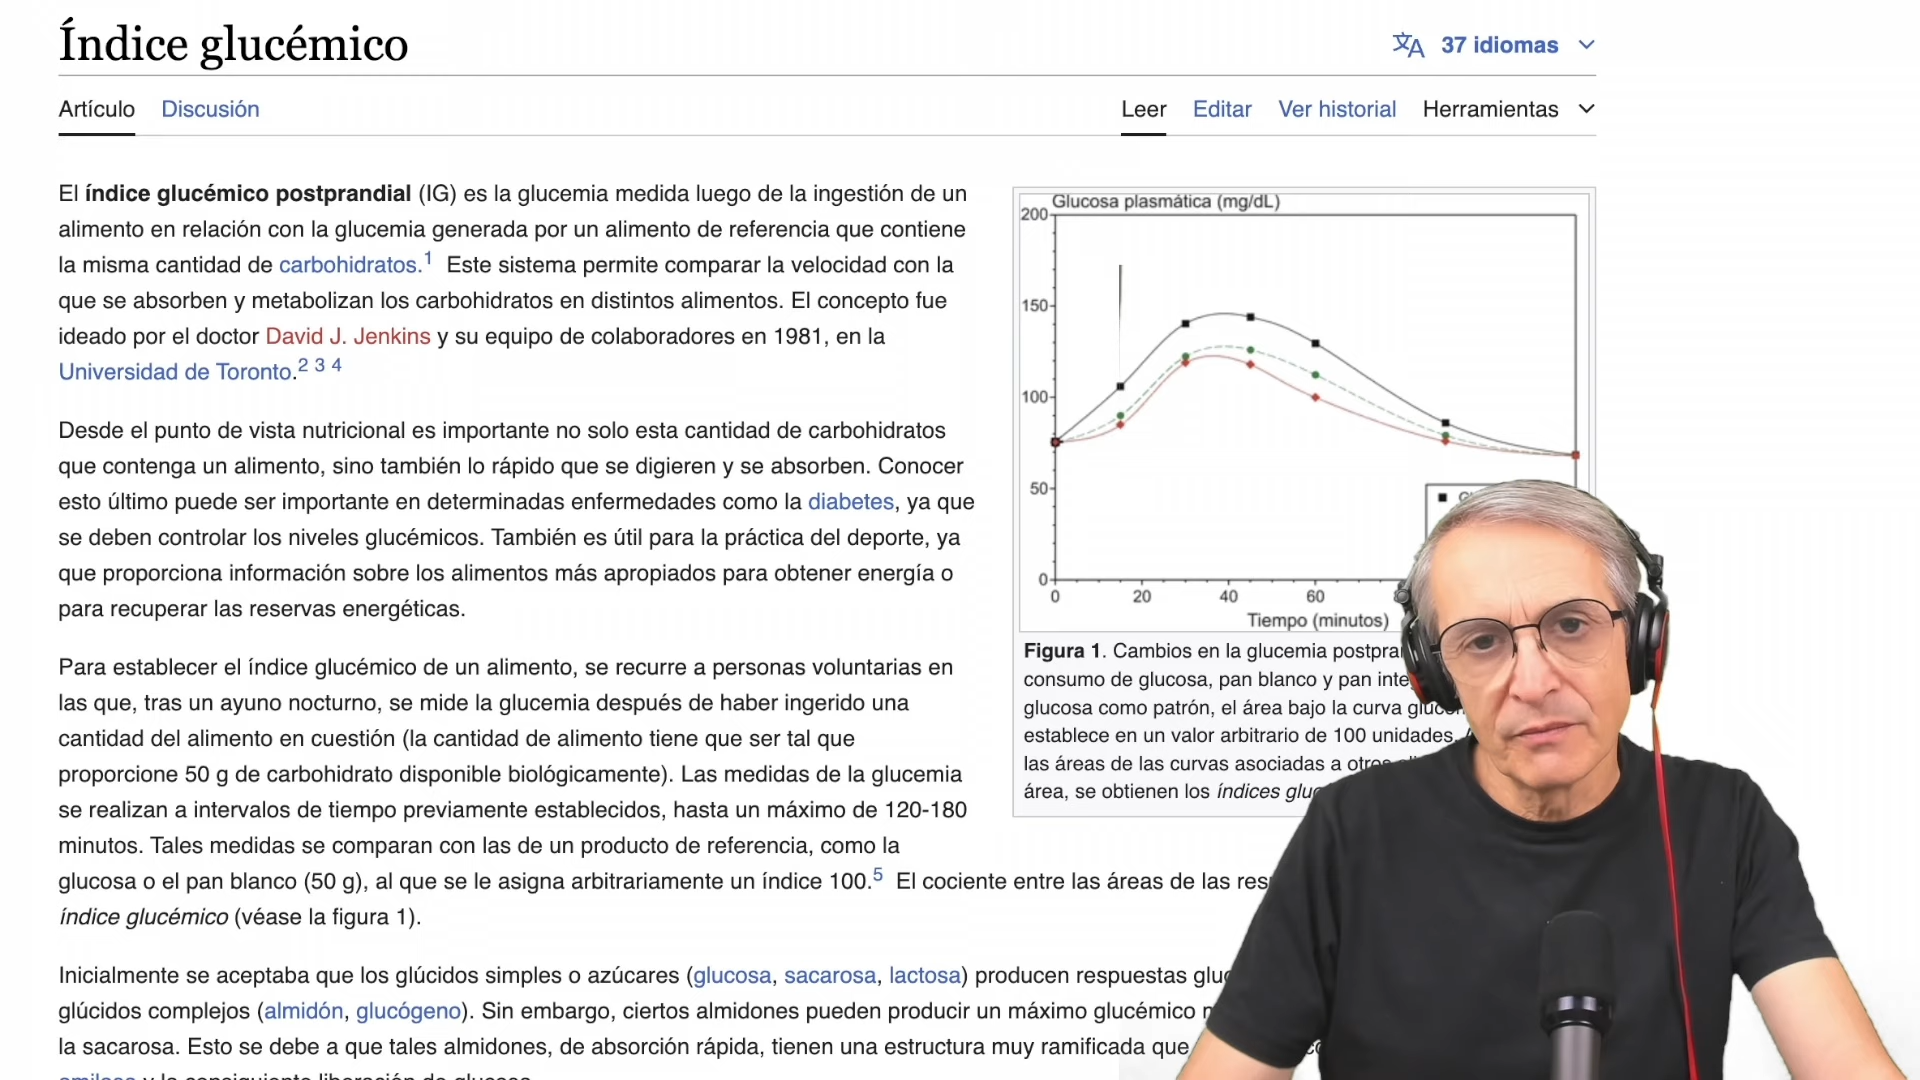 Índice glucémico
37 idiomas
Artículo Discusión
Leer Editar Ver historial Herramientas
El índice glucémico postprandial (IG) es la glucemia medida luego de la ingestión de un
alimento en relación con la glucemia generada por un alimento de referencia que contiene
la misma cantidad de carbohidratos.1 Este sistema permite comparar la velocidad con la
que se absorben y metabolizan los carbohidratos en distintos alimentos. El concepto fue
ideado por el doctor David J. Jenkins y su equipo de colaboradores en 1981, en la
Universidad de Toronto.2 3 4
Desde el punto de vista nutricional es importante no solo esta cantidad de carbohidratos
que contenga un alimento, sino también lo rápido que se digieren y se absorben. Conocer
esto último puede ser importante en determinadas enfermedades como la diabetes, ya que
se deben controlar los niveles glucémicos. También es útil para la práctica del deporte, ya
que proporciona información sobre los alimentos más apropiados para obtener energía o
para recuperar las reservas energéticas.
Para establecer el índice glucémico de un alimento, se recurre a personas voluntarias en
las que, tras un ayuno nocturno, se mide la glucemia después de haber ingerido una
cantidad del alimento en cuestión (la cantidad de alimento tiene que ser tal que
proporcione 50 g de carbohidrato disponible biológicamente). Las medidas de la glucemia
se realizan a intervalos de tiempo previamente establecidos, hasta un máximo de 120-180
minutos. Tales medidas se comparan con las de un producto de referencia, como la
glucosa o el pan blanco (50 g), al que se le asigna arbitrariamente un índice 100.5 El cociente entre las áreas de las
índice glucémico (véase la figura 1).
Inicialmente se aceptaba que los glúcidos simples o azúcares (glucosa, sacarosa, lactosa) producen respuestas
glúcidos complejos (almidón, glucógeno). Sin embargo, ciertos almidones pueden producir un máximo glucémico
la sacarosa. Esto se debe a que tales almidones, de absorción rápida, tienen una estructura muy ramificada que
Glucosa plasmática (mg/dL)
200
150
100
50
0
0 20 40 60
Tiempo (minutos)
Figura 1. Cambios en la glucemia
consumo de glucosa, pan blanco y pan
glucosa como patrón, el área bajo la curva
establece en un valor arbitrario de 100 unidades.
las áreas de las curvas asociadas a
área, se obtienen los índices